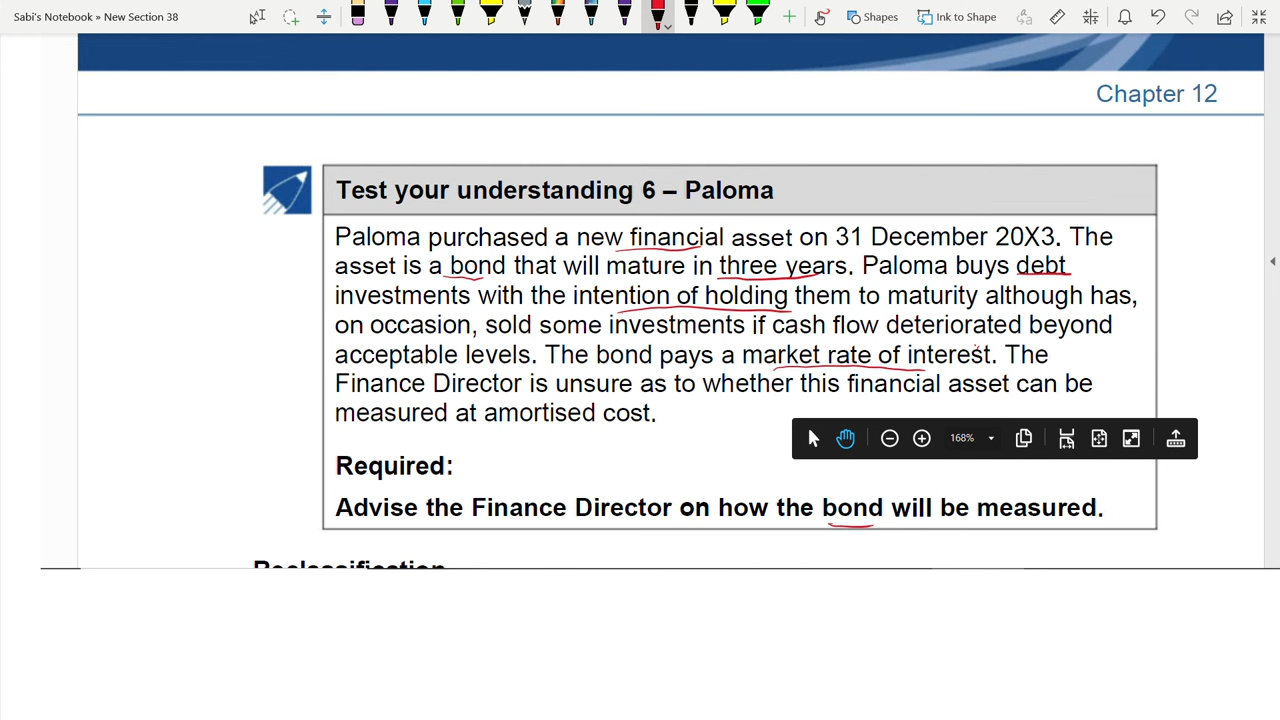 Sabi's Notebook » New Section 38
Shapes
Ink to Shape
Chapter 12
Test your understanding 6 – Paloma
Paloma purchased a new financial asset on 31 December 20X3. The
asset is a bond that will mature in three years. Paloma buys debt
investments with the intention of holding them to maturity although has,
on occasion, sold some investments if cash flow deteriorated beyond
acceptable levels. The bond pays a market rate of interest. The
Finance Director is unsure as to whether this financial asset can be
measured at amortised cost.
168%
Required:
Advise the Finance Director on how the bond will be measured.
Reclassification